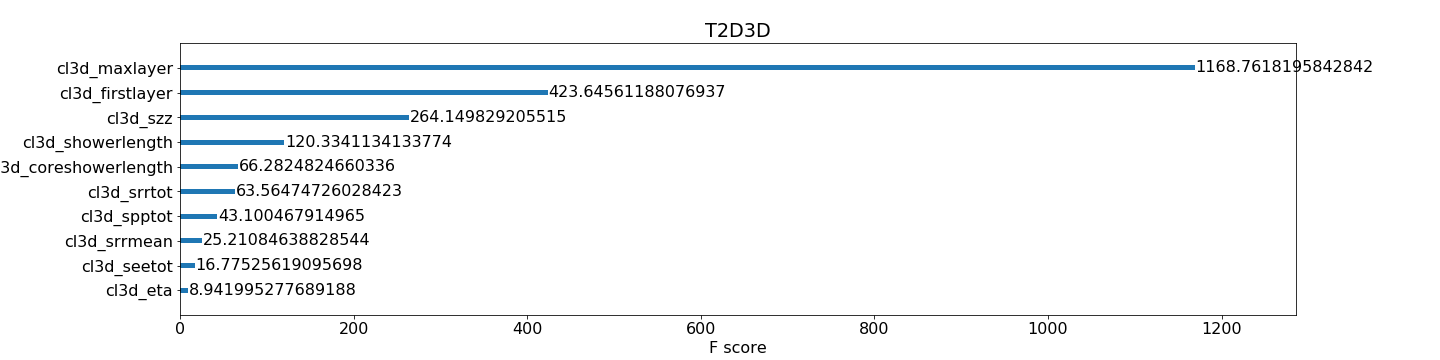 T2D3D
cl3d_maxlayer 1168.7618195842842
cl3d_firstlayer 423.64561188076937
cl3d_szz 264.149829205515
cl3d_showerlength 120.3341134133774
3d_coreshowerlength 66.2824824660336
cl3d_srrtot 63.56474726028423
cl3d_spptot 43.100467914965
cl3d_srrmean 25.21084638828544
cl3d_seetot 16.77525619095698
cl3d_eta 8.941995277689188
0 200 400 600 800 1000 1200
F score